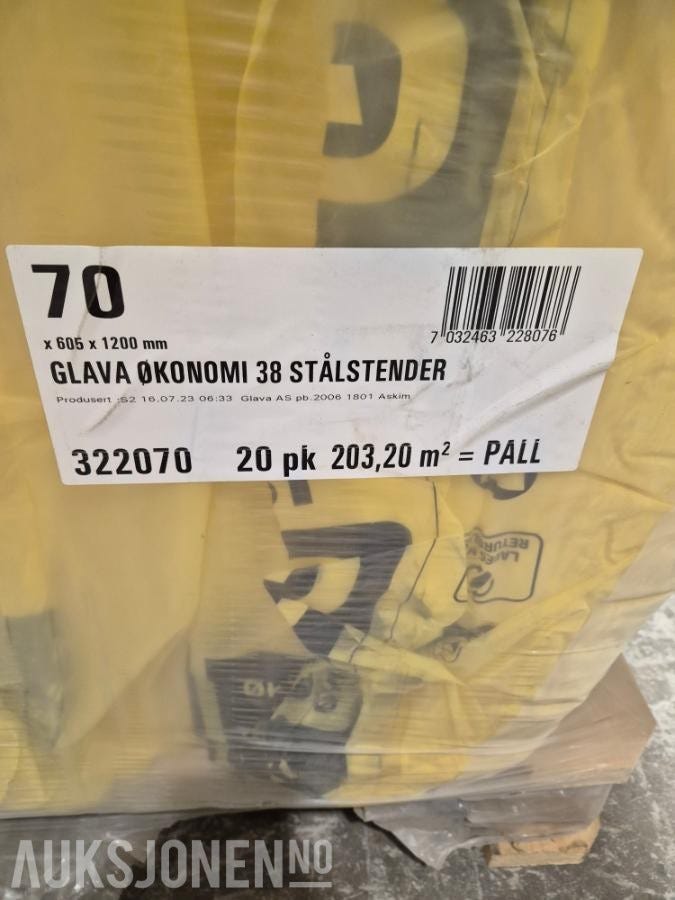 70
x 605 x 1200 mm
7 032463 228076
GLAVA ØKONOMI 38 STÅLSTENDER
Produsert :S2 16.07.23 06:33 Glava AS pb.2006 1801 Askim
322070 20 pk 203,20 m² = PALL
AUKSJONEN.NO